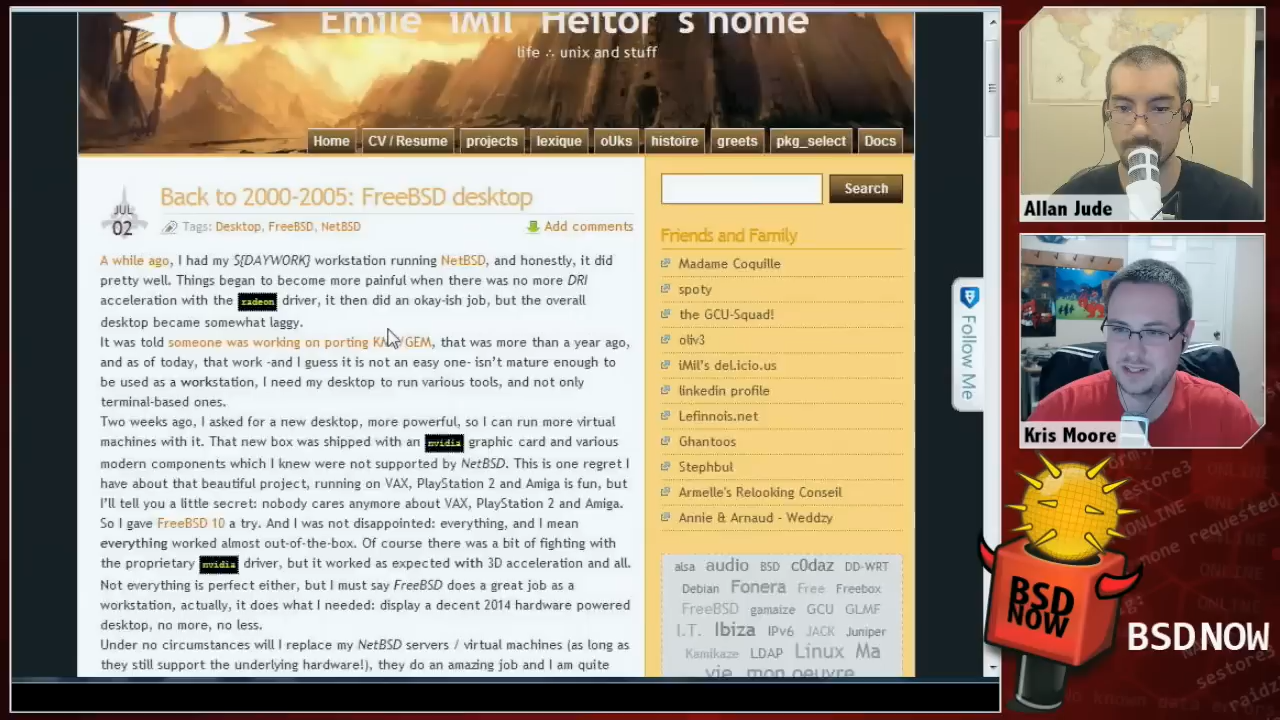 Emile iMil Heitor's home
life ∴ unix and stuff
Home CV / Resume projects lexique oUks histoire greets pkg_select Docs
JUL
02
Back to 2000-2005: FreeBSD desktop
Tags: Desktop, FreeBSD, NetBSD
Add comments
A while ago, I had my ${DAYWORK} workstation running NetBSD, and honestly, it did
pretty well. Things began to become more painful when there was no more DRI
acceleration with the radeon driver, it then did an okay-ish job, but the overall
desktop became somewhat laggy.
It was told someone was working on porting KMS/GEM, that was more than a year ago,
and as of today, that work -and I guess it is not an easy one- isn't mature enough to
be used as a workstation, I need my desktop to run various tools, and not only
terminal-based ones.
Two weeks ago, I asked for a new desktop, more powerful, so I can run more virtual
machines with it. That new box was shipped with an nvidia graphic card and various
modern components which I knew were not supported by NetBSD. This is one regret I
have about that beautiful project, running on VAX, PlayStation 2 and Amiga is fun, but
I'll tell you a little secret: nobody cares anymore about VAX, PlayStation 2 and Amiga.
So I gave FreeBSD 10 a try. And I was not disappointed: everything, and I mean
everything worked almost out-of-the-box. Of course there was a bit of fighting with
the proprietary nvidia driver, but it worked as expected with 3D acceleration and all.
Not everything is perfect either, but I must say FreeBSD does a great job as a
workstation, actually, it does what I needed: display a decent 2014 hardware powered
desktop, no more, no less.
Under no circumstances will I replace my NetBSD servers / virtual machines (as long as
they still support the underlying hardware!), they do an amazing job and I am quite
Search
Friends and Family
Madame Coquille
spoty
the GCU-Squad!
oliv3
iMil's del.icio.us
linkedin profile
Lefinnois.net
Ghantoos
Stephbul
Armelle's Relooking Conseil
Annie & Arnaud - Weddzy
alsa audio BSD c0daz DD-WRT
Debian Fonera Free Freebox
FreeBSD gamaize GCU GLMF
I.T. Ibiza IPv6 JACK Juniper
Kamikaze LDAP Linux Ma
vie mon oeuvre
Follow Me
Allan Jude
Kris Moore
BSD
NOW
BSD NOW